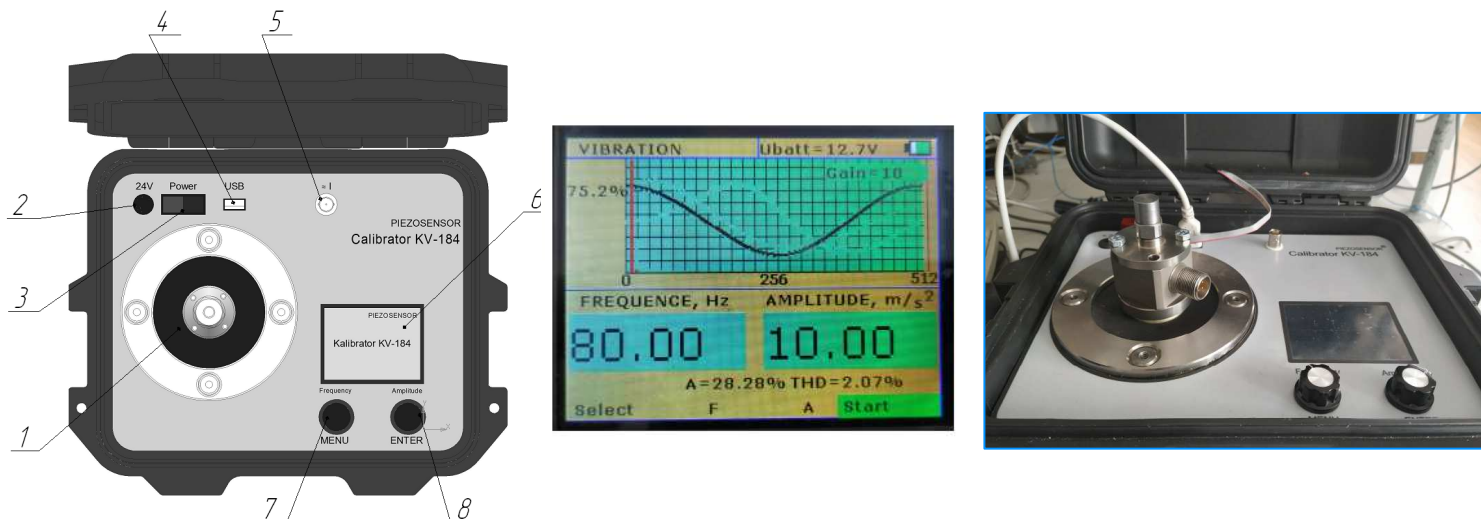 4
5
2
3
6
1
7
8
24V
Power
USB
≈ I
PIEZOSENSOR
Calibrator KV-184
PIEZOSENSOR
Kalibrator KV-184
Frequency
Amplitude
MENU
ENTER
Y
X
VIBRATION
Ubatt=12.7V
Gain=10
75.2%
0
256
512
FREQUENCE, Hz
AMPLITUDE, m/s²
80.00
10.00
A=28.28% THD=2.07%
Select F A Start
PIEZOSENSOR
Calibrator KV-184